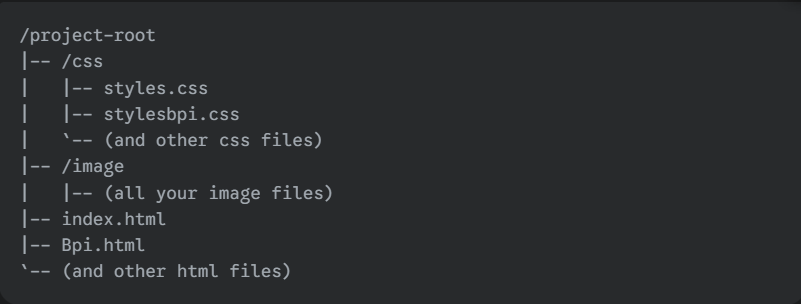 /project-root
|-- /css
|   |-- styles.css
|   |-- stylesbpi.css
|   `-- (and other css files)
|-- /image
|   |-- (all your image files)
|-- index.html
|-- Bpi.html
`-- (and other html files)